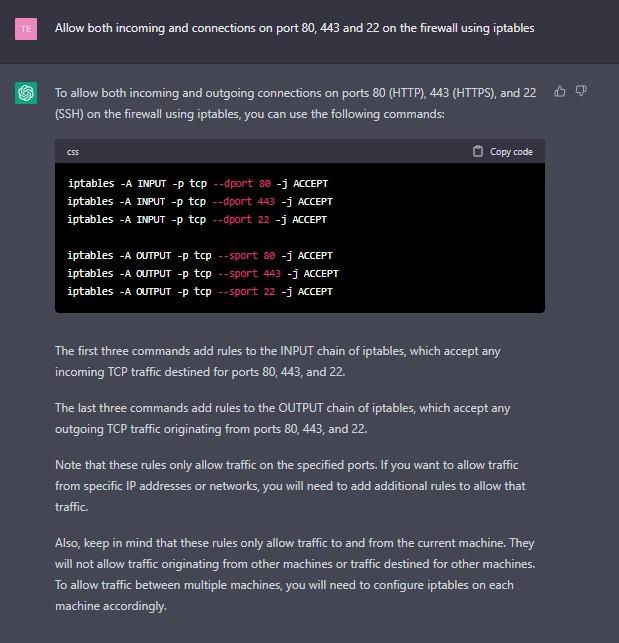 TE
Allow both incoming and connections on port 80, 443 and 22 on the firewall using iptables
To allow both incoming and outgoing connections on ports 80 (HTTP), 443 (HTTPS), and 22
(SSH) on the firewall using iptables, you can use the following commands:
css
Copy code
iptables -A INPUT -p tcp --dport 80 -j ACCEPT
iptables -A INPUT -p tcp --dport 443 -j ACCEPT
iptables -A INPUT -p tcp --dport 22 -j ACCEPT
iptables -A OUTPUT -p tcp --sport 80 -j ACCEPT
iptables -A OUTPUT -p tcp --sport 443 -j ACCEPT
iptables -A OUTPUT -p tcp --sport 22 -j ACCEPT
The first three commands add rules to the INPUT chain of iptables, which accept any
incoming TCP traffic destined for ports 80, 443, and 22.
The last three commands add rules to the OUTPUT chain of iptables, which accept any
outgoing TCP traffic originating from ports 80, 443, and 22.
Note that these rules only allow traffic on the specified ports. If you want to allow traffic
from specific IP addresses or networks, you will need to add additional rules to allow that
traffic.
Also, keep in mind that these rules only allow traffic to and from the current machine. They
will not allow traffic originating from other machines or traffic destined for other machines.
To allow traffic between multiple machines, you will need to configure iptables on each
machine accordingly.